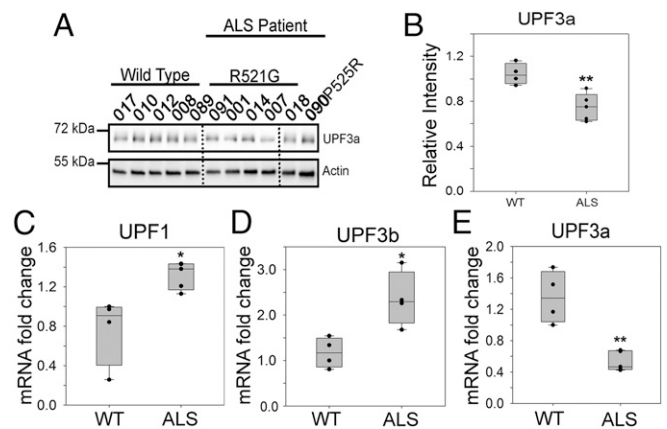 A
ALS Patient
Wild Type
R521G
P525R
017 010 012 008 089 091 001 014 007 018 090
72 kDa
UPF3a
55 kDa
Actin
B
UPF3a
Relative Intensity
1.2
0.8
0.4
0.0
**
WT ALS
C
UPF1
mRNA fold change
1.6
1.2
0.8
0.4
0.0
*
WT ALS
D
UPF3b
mRNA fold change
3.0
2.0
1.0
0.0
*
WT ALS
E
UPF3a
mRNA fold change
2.0
1.6
1.2
0.8
0.4
0.0
**
WT ALS